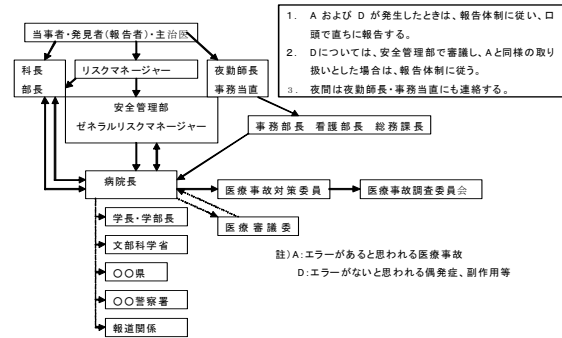 当事者・発見者(報告者)・主治医
1. A および D が発生したときは、報告体制に従い、口
頭で直ちに報告する。
2. Dについては、安全管理部で審議し、Aと同様の取り
扱いとした場合は、報告体制に従う。
3. 夜間は夜勤師長・事務当直にも連絡する。
科長
部長
リスクマネージャー
夜勤師長
事務当直
安全管理部
ゼネラルリスクマネージャー
事務部長 看護部長 総務課長
病院長
医療事故対策委員
医療事故調査委員会
学長・学部長
医療審議委
文部科学省
〇〇県
〇〇警察署
報道関係
註)A:エラーがあると思われる医療事故
D:エラーがないと思われる偶発症、副作用等